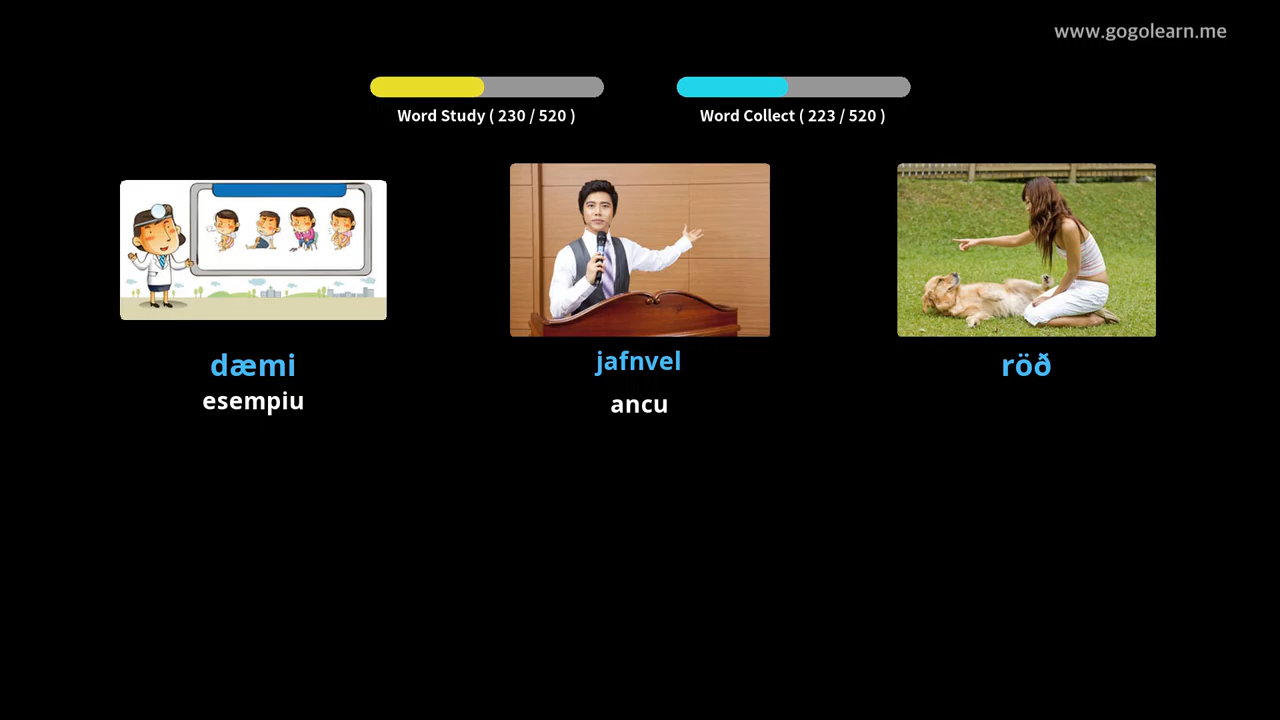 www.gogolearn.me
Word Study ( 230 / 520 )
Word Collect ( 223 / 520 )
dæmi
esempiu
jafnvel
ancu
röð